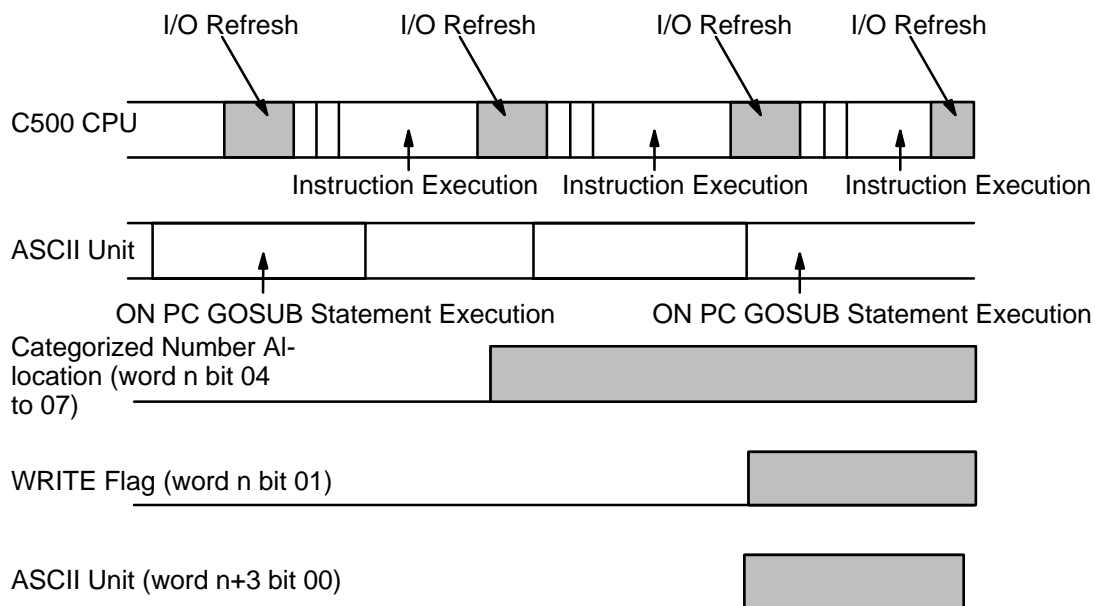 I/O Refresh I/O Refresh I/O Refresh I/O Refresh
C500 CPU
Instruction Execution Instruction Execution Instruction Execution
ASCII Unit
ON PC GOSUB Statement Execution ON PC GOSUB Statement Execution
Categorized Number Al-
location (word n bit 04
to 07)
WRITE Flag (word n bit 01)
ASCII Unit (word n+3 bit 00)